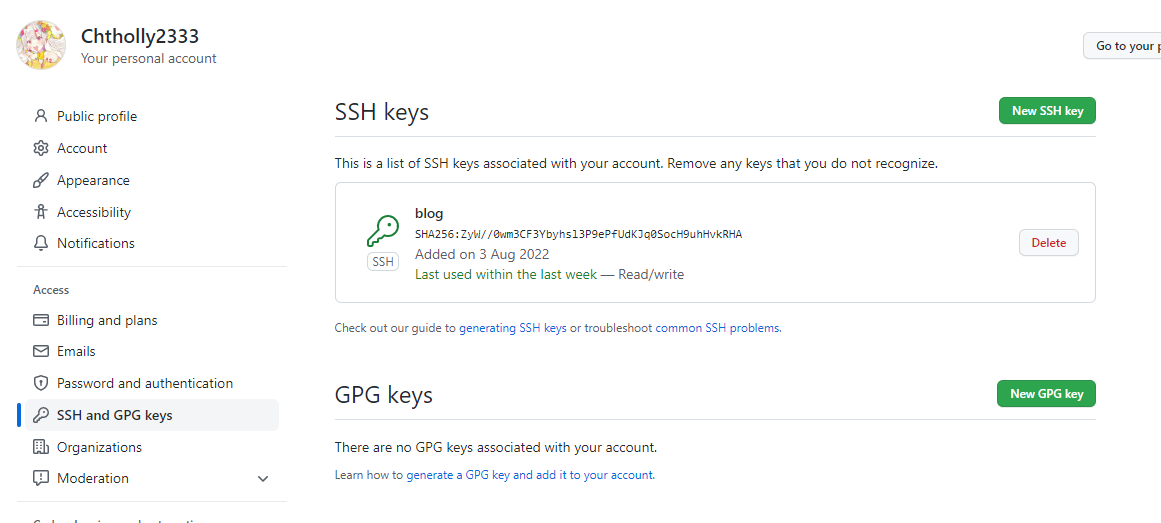 Chtholly2333
Your personal account
Go to your
Public profile
Account
Appearance
Accessibility
Notifications
Access
Billing and plans
Emails
Password and authentication
SSH and GPG keys
Organizations
Moderation
SSH keys
New SSH key
This is a list of SSH keys associated with your account. Remove any keys that you do not recognize.
blog
SHA256:ZyW//0wm3CF3Ybyhsl3P9ePfUdKJq0SocH9uhHvkRHA
Added on 3 Aug 2022
Last used within the last week — Read/write
SSH
Delete
Check out our guide to generating SSH keys or troubleshoot common SSH problems.
GPG keys
New GPG key
There are no GPG keys associated with your account.
Learn how to generate a GPG key and add it to your account.